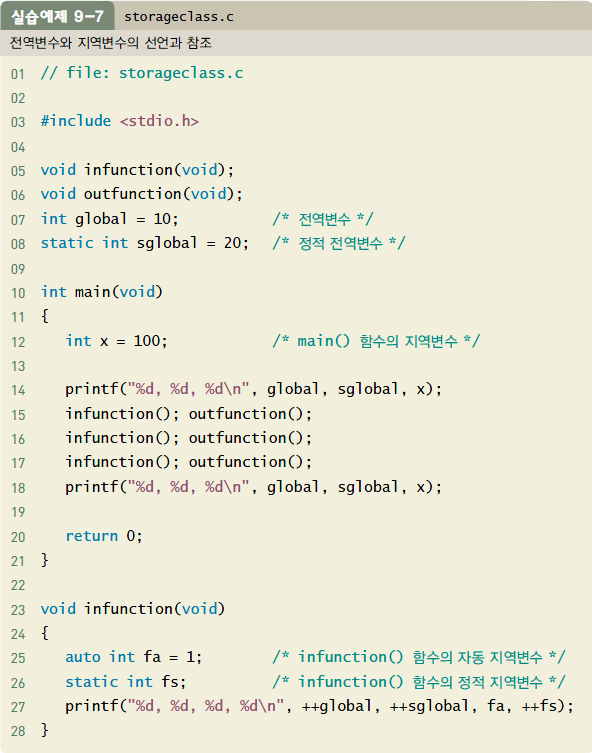 실습예제 9-7 storageclass.c
전역변수와 지역변수의 선언과 참조
01 // file: storageclass.c
02
03 #include <stdio.h>
04
05 void infunction(void);
06 void outfunction(void);
07 int global = 10; /* 전역변수 */
08 static int sglobal = 20; /* 정적 전역변수 */
09
10 int main(void)
11 {
12 int x = 100; /* main() 함수의 지역변수 */
13
14 printf("%d, %d, %d\n", global, sglobal, x);
15 infunction(); outfunction();
16 infunction(); outfunction();
17 infunction(); outfunction();
18 printf("%d, %d, %d\n", global, sglobal, x);
19
20 return 0;
21 }
22
23 void infunction(void)
24 {
25 auto int fa = 1; /* infunction() 함수의 자동 지역변수 */
26 static int fs; /* infunction() 함수의 정적 지역변수 */
27 printf("%d, %d, %d, %d\n", ++global, ++sglobal, fa, ++fs);
28 }